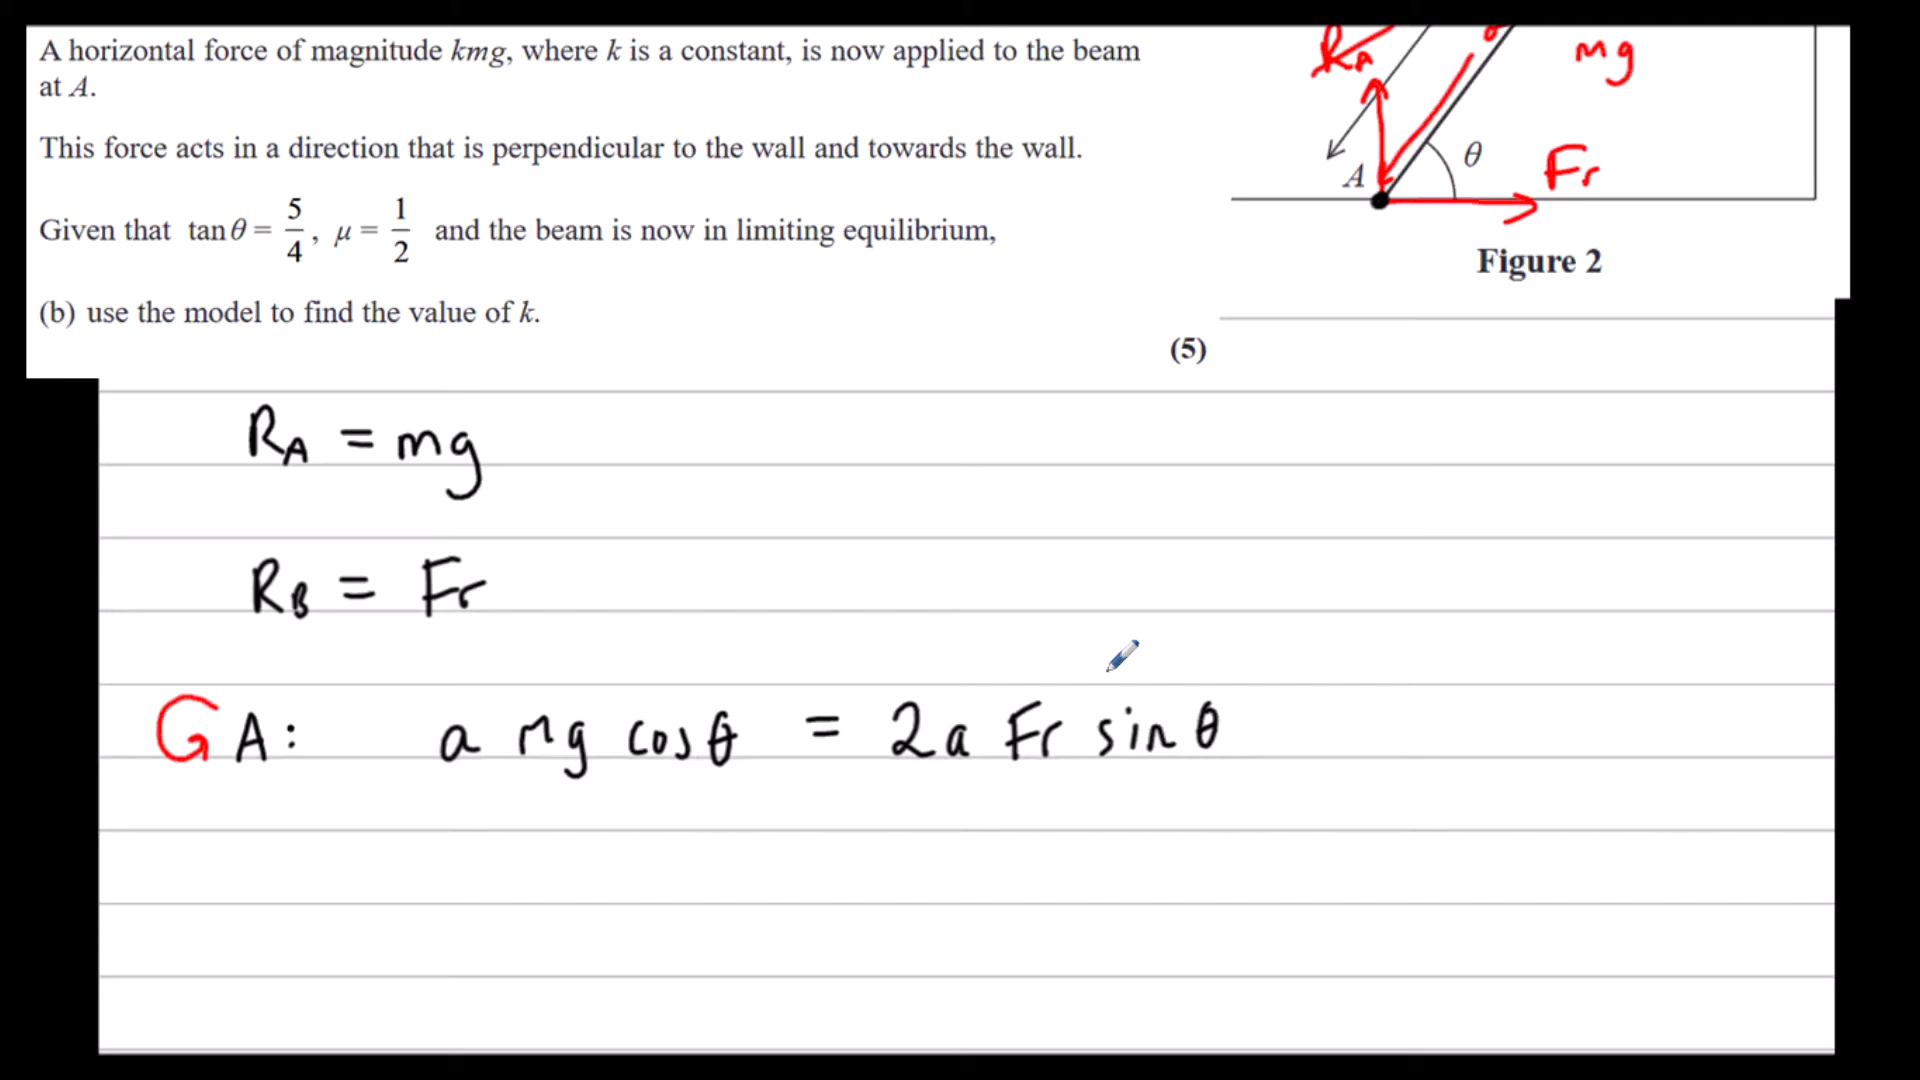 A horizontal force of magnitude kmg, where k is a constant, is now applied to the beam
at A.
This force acts in a direction that is perpendicular to the wall and towards the wall.
Given that tan θ = 5/4, μ = 1/2 and the beam is now in limiting equilibrium,
(b) use the model to find the value of k.
(5)
RA
mg
A
θ
Fr
Figure 2
RA = mg
RB = Fr
A: a mg cosθ = 2a Fr sinθ